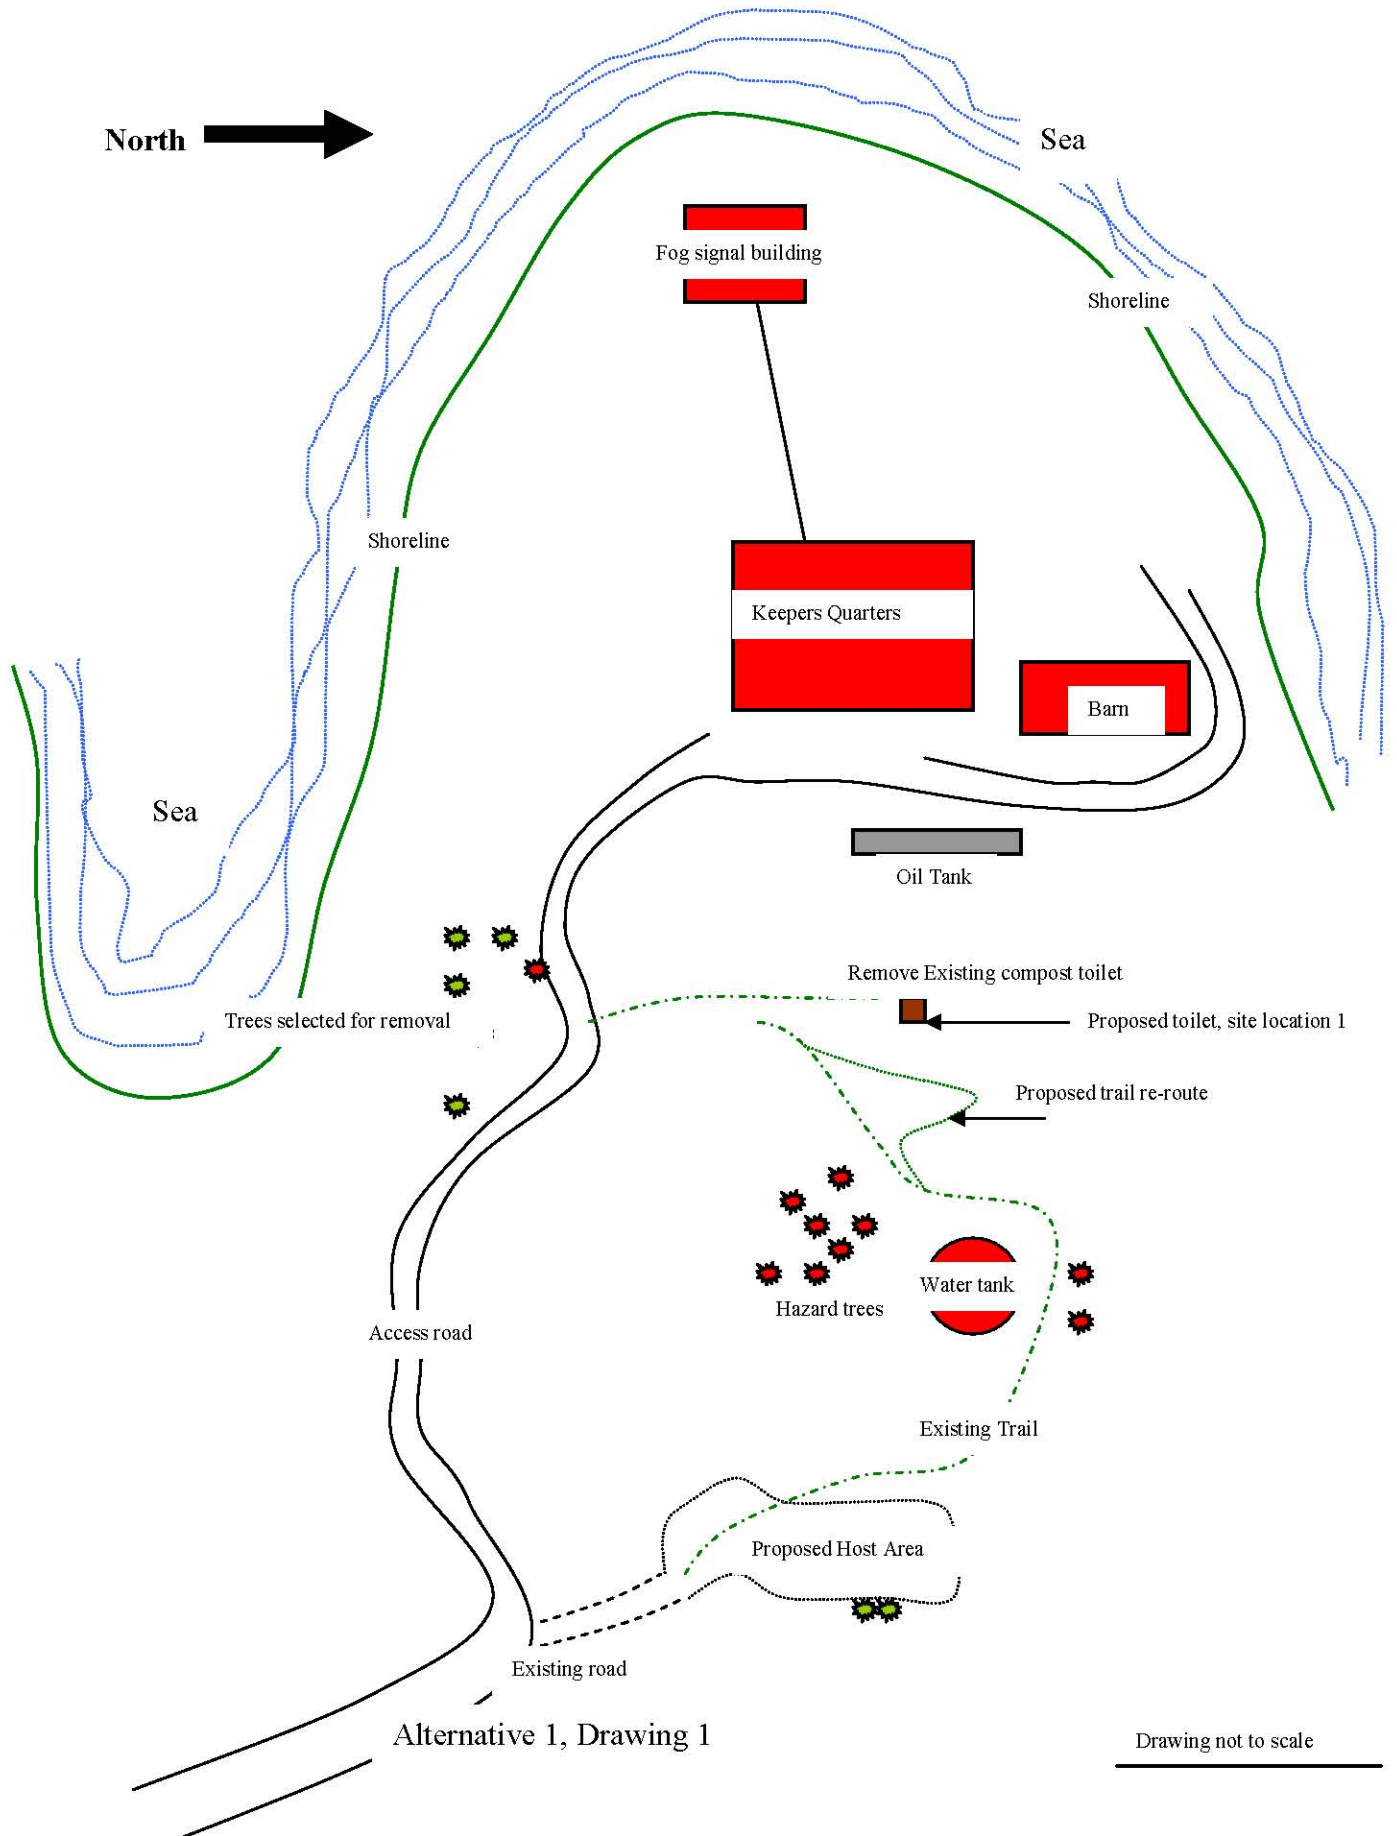 North
Sea
Fog signal building
Shoreline
Shoreline
Keepers Quarters
Barn
Sea
Oil Tank
Remove Existing compost toilet
Trees selected for removal
Proposed toilet, site location 1
Proposed trail re-route
Water tank
Hazard trees
Access road
Existing Trail
Proposed Host Area
Existing road
Alternative 1, Drawing 1
Drawing not to scale